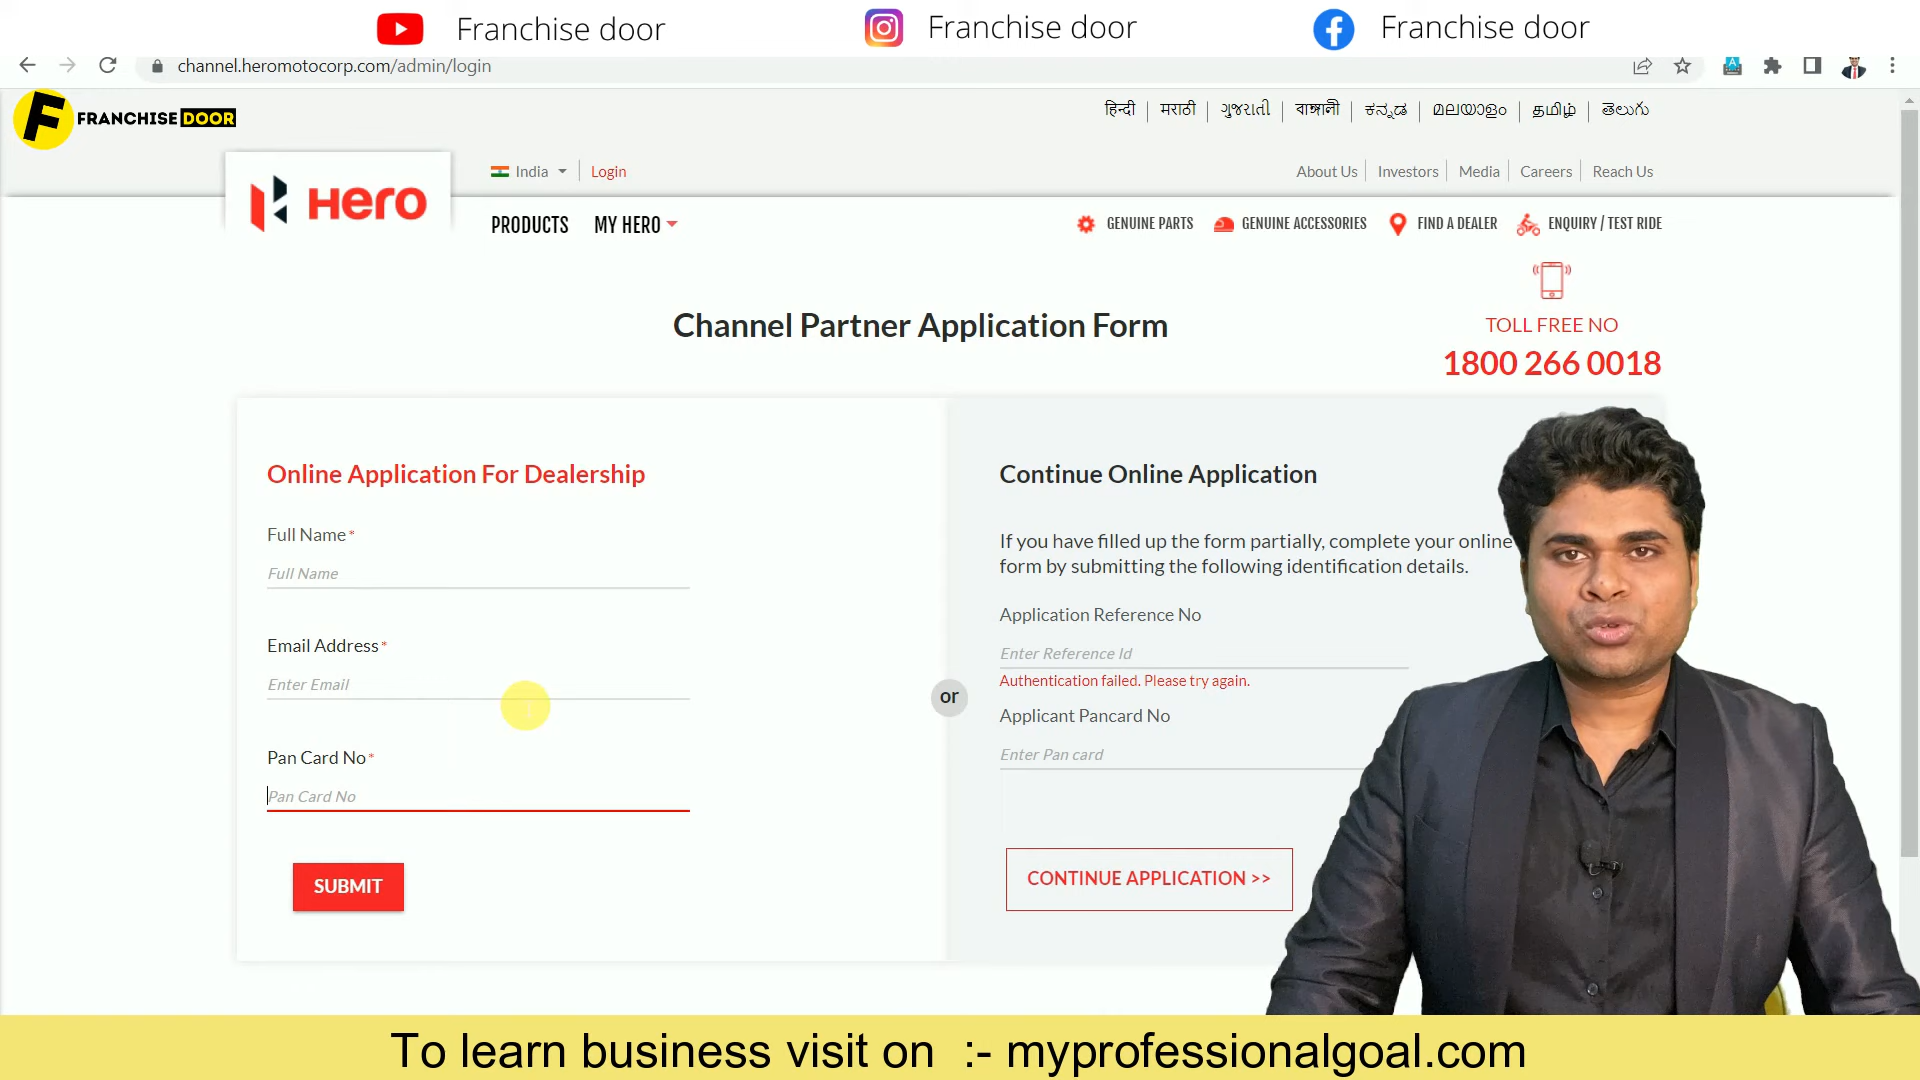 Franchise door
Franchise door
Franchise door
channel.heromotocorp.com/admin/login
FRANCHISE DOOR
हिन्दी
मराठी
ગુજરાતી
বাঙ্গালী
ಕನ್ನಡ
മലയാളം
தமிழ்
తెలుగు
India
Login
About Us
Investors
Media
Careers
Reach Us
Hero
PRODUCTS
MY HERO
GENUINE PARTS
GENUINE ACCESSORIES
FIND A DEALER
ENQUIRY / TEST RIDE
Channel Partner Application Form
TOLL FREE NO
1800 266 0018
Online Application For Dealership
Full Name*
Full Name
Email Address*
Enter Email
Pan Card No*
Pan Card No
SUBMIT
or
Continue Online Application
If you have filled up the form partially, complete your online
form by submitting the following identification details.
Application Reference No
Enter Reference Id
Authentication failed. Please try again.
Applicant Pancard No
Enter Pan card
CONTINUE APPLICATION >>
To learn business visit on :- myprofessionalgoal.com